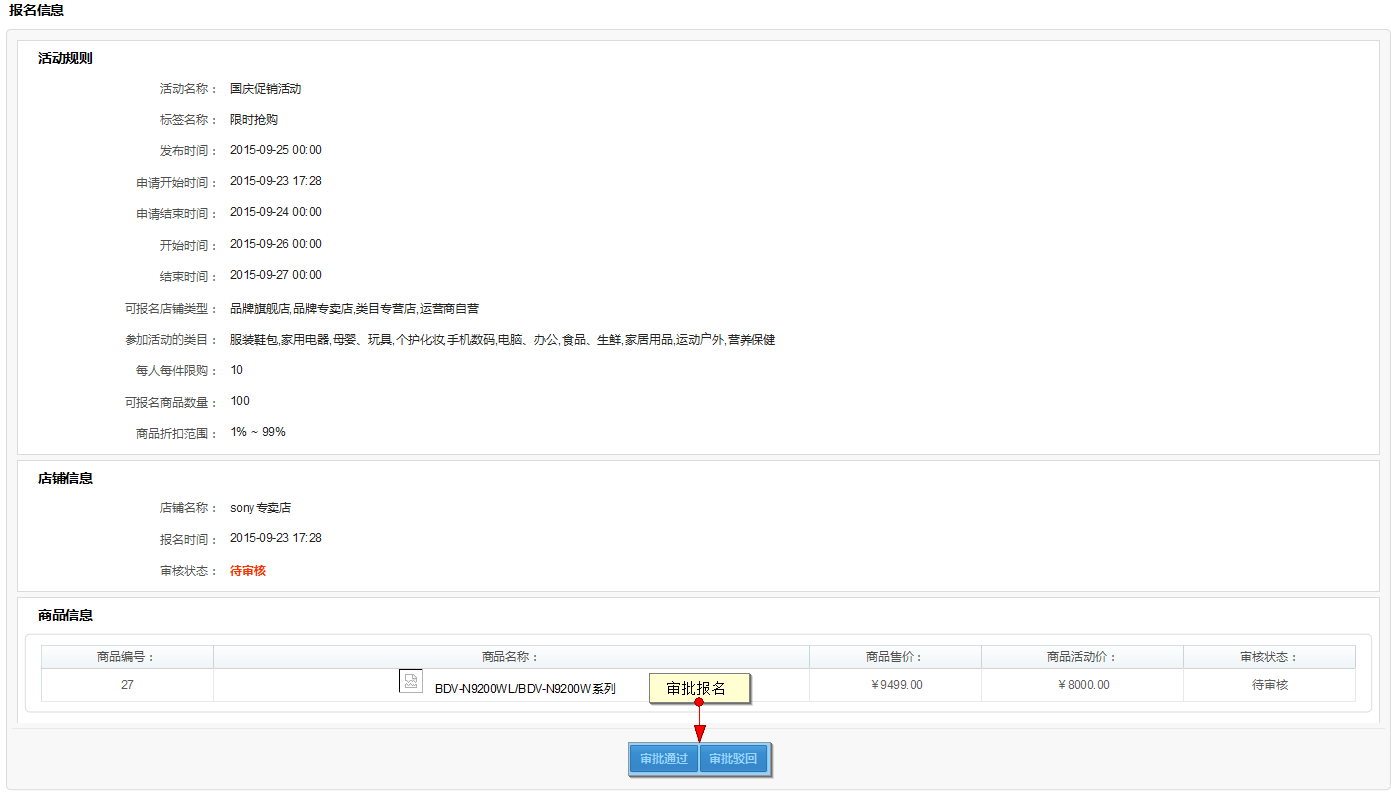 报名信息
活动规则
活动名称： 国庆促销活动
标签名称： 限时抢购
发布时间： 2015-09-25 00:00
申请开始时间： 2015-09-23 17:28
申请结束时间： 2015-09-24 00:00
开始时间： 2015-09-26 00:00
结束时间： 2015-09-27 00:00
可报名店铺类型： 品牌旗舰店,品牌专卖店,类目专营店,运营商自营
参加活动的类目： 服装鞋包,家用电器,母婴、玩具,个护化妆,手机数码,电脑、办公,食品、生鲜,家居用品,运动户外,营养保健
每人每件限购： 10
可报名商品数量： 100
商品折扣范围： 1% ~ 99%
店铺信息
店铺名称： sony专卖店
报名时间： 2015-09-23 17:28
审核状态： 待审核
商品信息
商品编号： 商品名称： 商品售价： 商品活动价： 审核状态：
27 BDV-N9200WL/BDV-N9200W系列 ￥9499.00 ￥8000.00 待审核
审批报名
审批通过 审批驳回